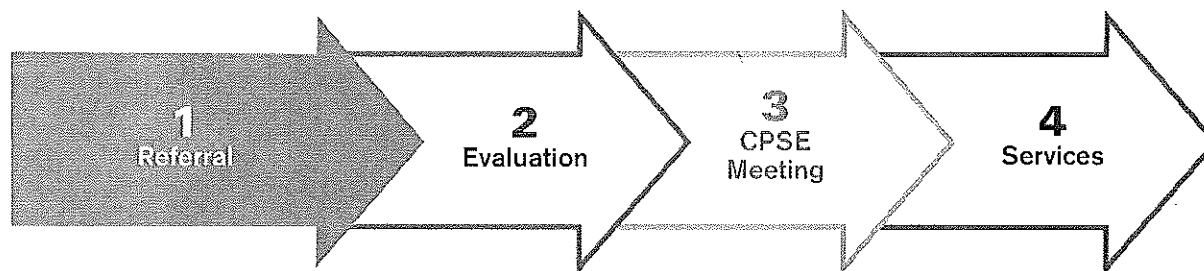 1
Referral
2
Evaluation
3
CPSE
Meeting
4
Services